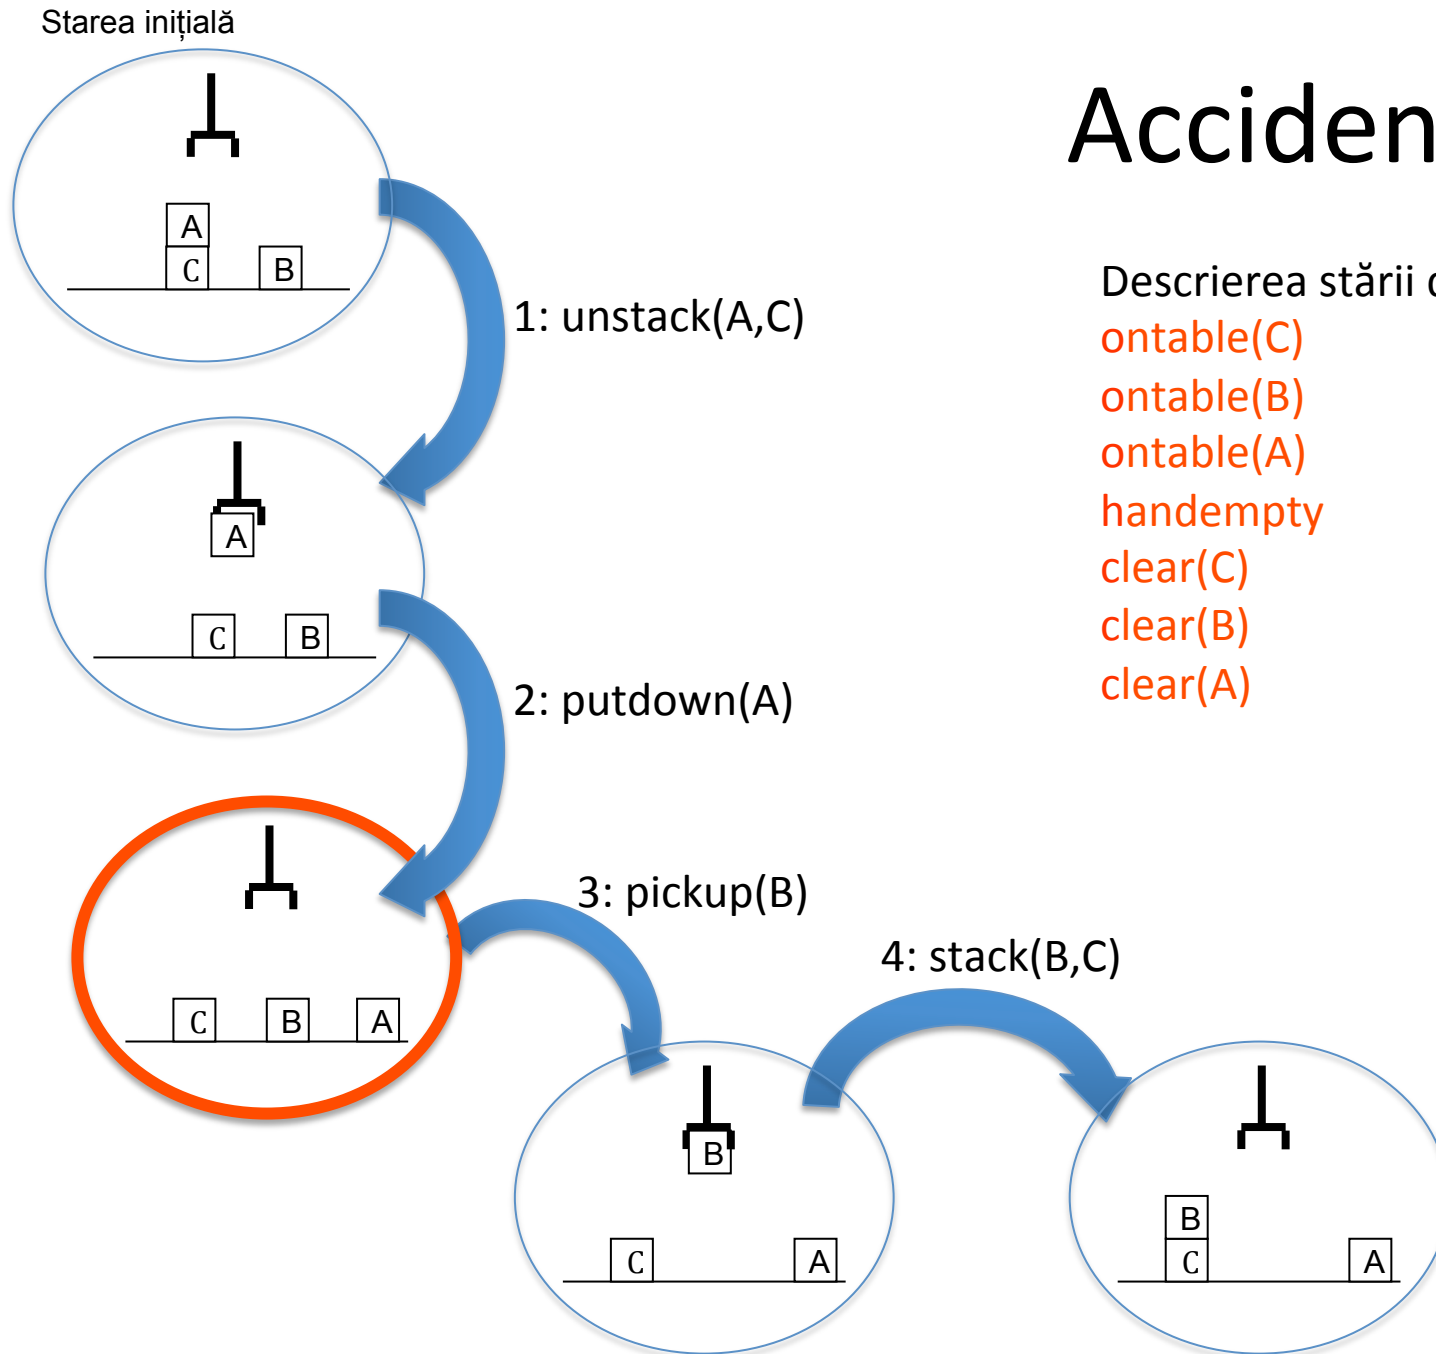 Starea inițială
Acciden
A
C B
1: unstack(A,C)
Descrierea stării
ontable(C)
ontable(B)
ontable(A)
handempty
clear(C)
clear(B)
clear(A)
A
C B
2: putdown(A)
3: pickup(B)
C B A
4: stack(B,C)
B
C A
B
C A